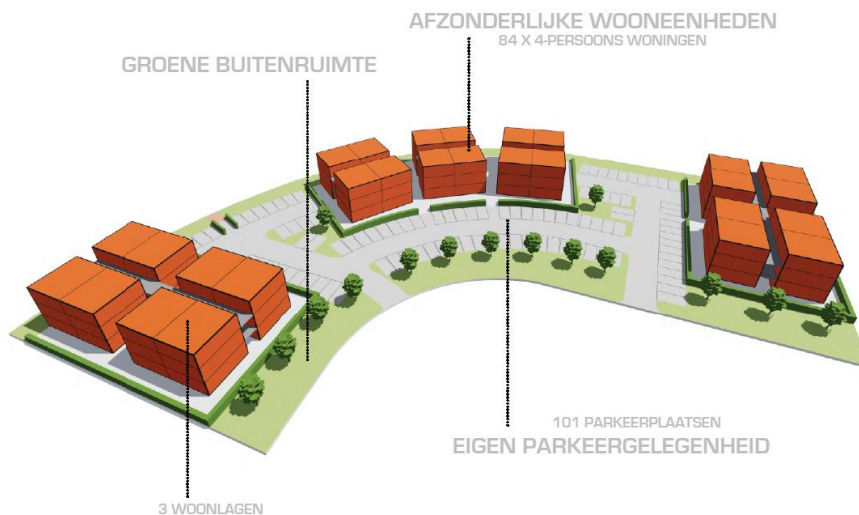 AFZONDERLIJKE WOONEENHEDEN
84 X 4-PERSOONS WONINGEN
GROENE BUITENRUIMTE
101 PARKEERPLAATSEN
EIGEN PARKEERGELEGENHEID
3 WOONLAGEN